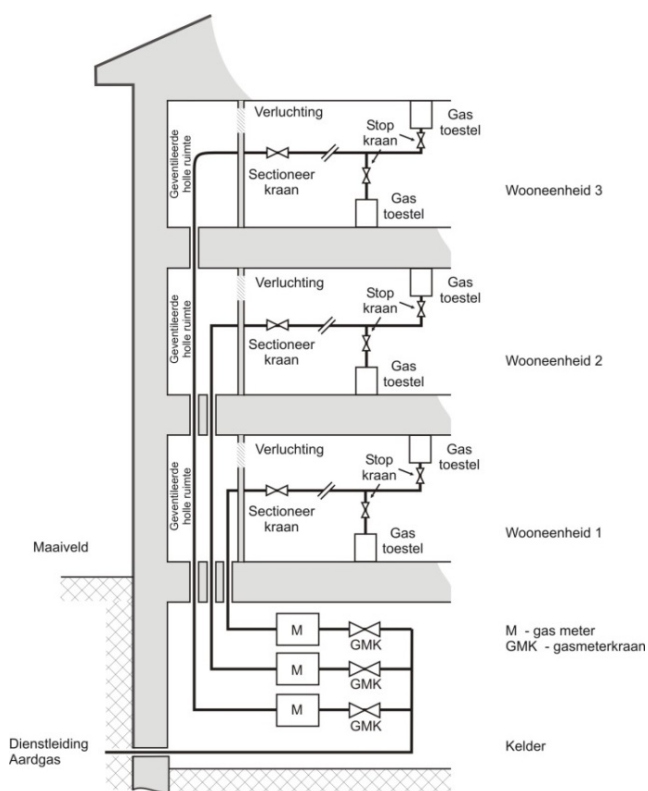 Verluchting
Gas
toestel
Stop
kraan
Geventileerde
holle ruimte
Sectioneer
kraan
Gas
toestel
Wooneenheid 3
Verluchting
Gas
toestel
Stop
kraan
Geventileerde
holle ruimte
Sectioneer
kraan
Gas
toestel
Wooneenheid 2
Verluchting
Gas
toestel
Stop
kraan
Geventileerde
holle ruimte
Sectioneer
kraan
Gas
toestel
Wooneenheid 1
Maaiveld
M
GMK
M - gas meter
GMK - gasmeterkraan
M
GMK
M
GMK
Dienstleiding
Aardgas
Kelder